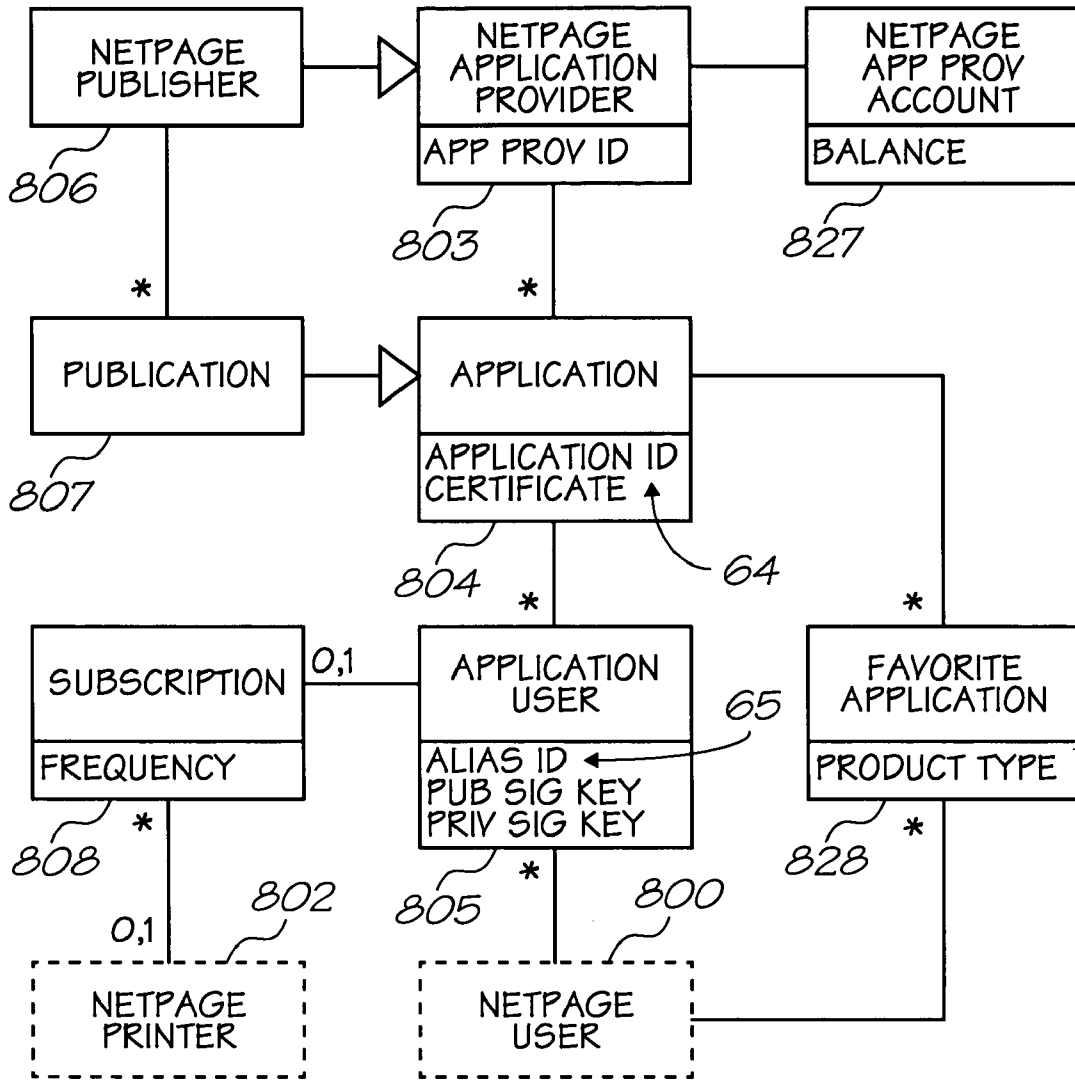 NETPAGE
PUBLISHER
806
NETPAGE
APPLICATION
PROVIDER
APP PROV ID
803
NETPAGE
APP PROV
ACCOUNT
BALANCE
827
*
*
PUBLICATION
807
APPLICATION
APPLICATION ID
CERTIFICATE
804
64
*
*
SUBSCRIPTION
FREQUENCY
808
0,1
APPLICATION
USER
ALIAS ID
PUB SIG KEY
PRIV SIG KEY
805
65
FAVORITE
APPLICATION
PRODUCT TYPE
828
*
*
*
0,1
802
800
NETPAGE
PRINTER
NETPAGE
USER